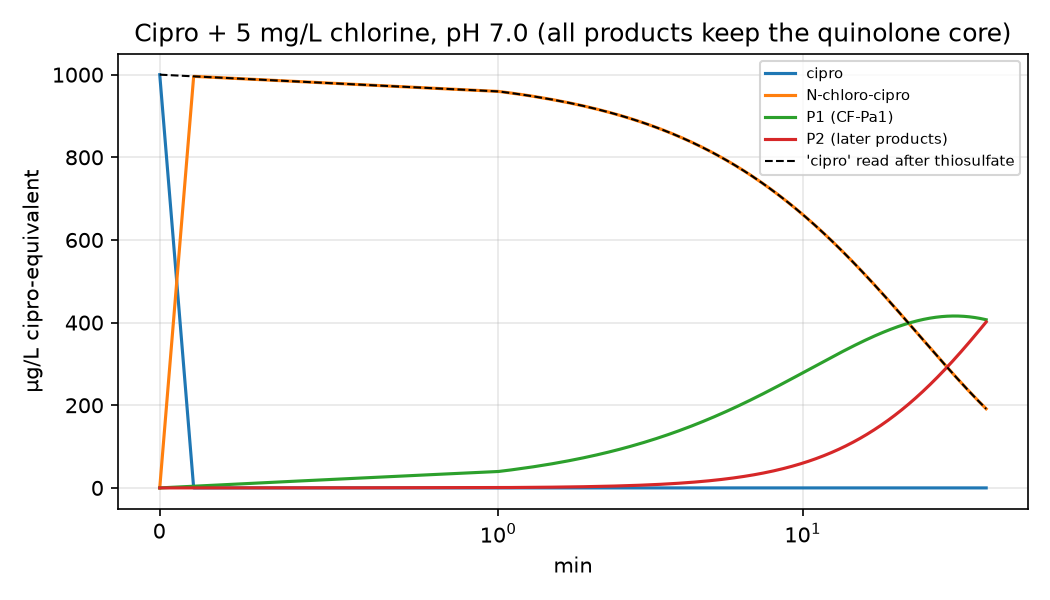 Cipro + 5 mg/L chlorine, pH 7.0 (all products keep the quinolone core)
cipro
N-chloro-cipro
P1 (CF-Pa1)
P2 (later products)
'cipro' read after thiosulfate
µg/L cipro-equivalent
1000
800
600
400
200
0
0
10⁰
10¹
min